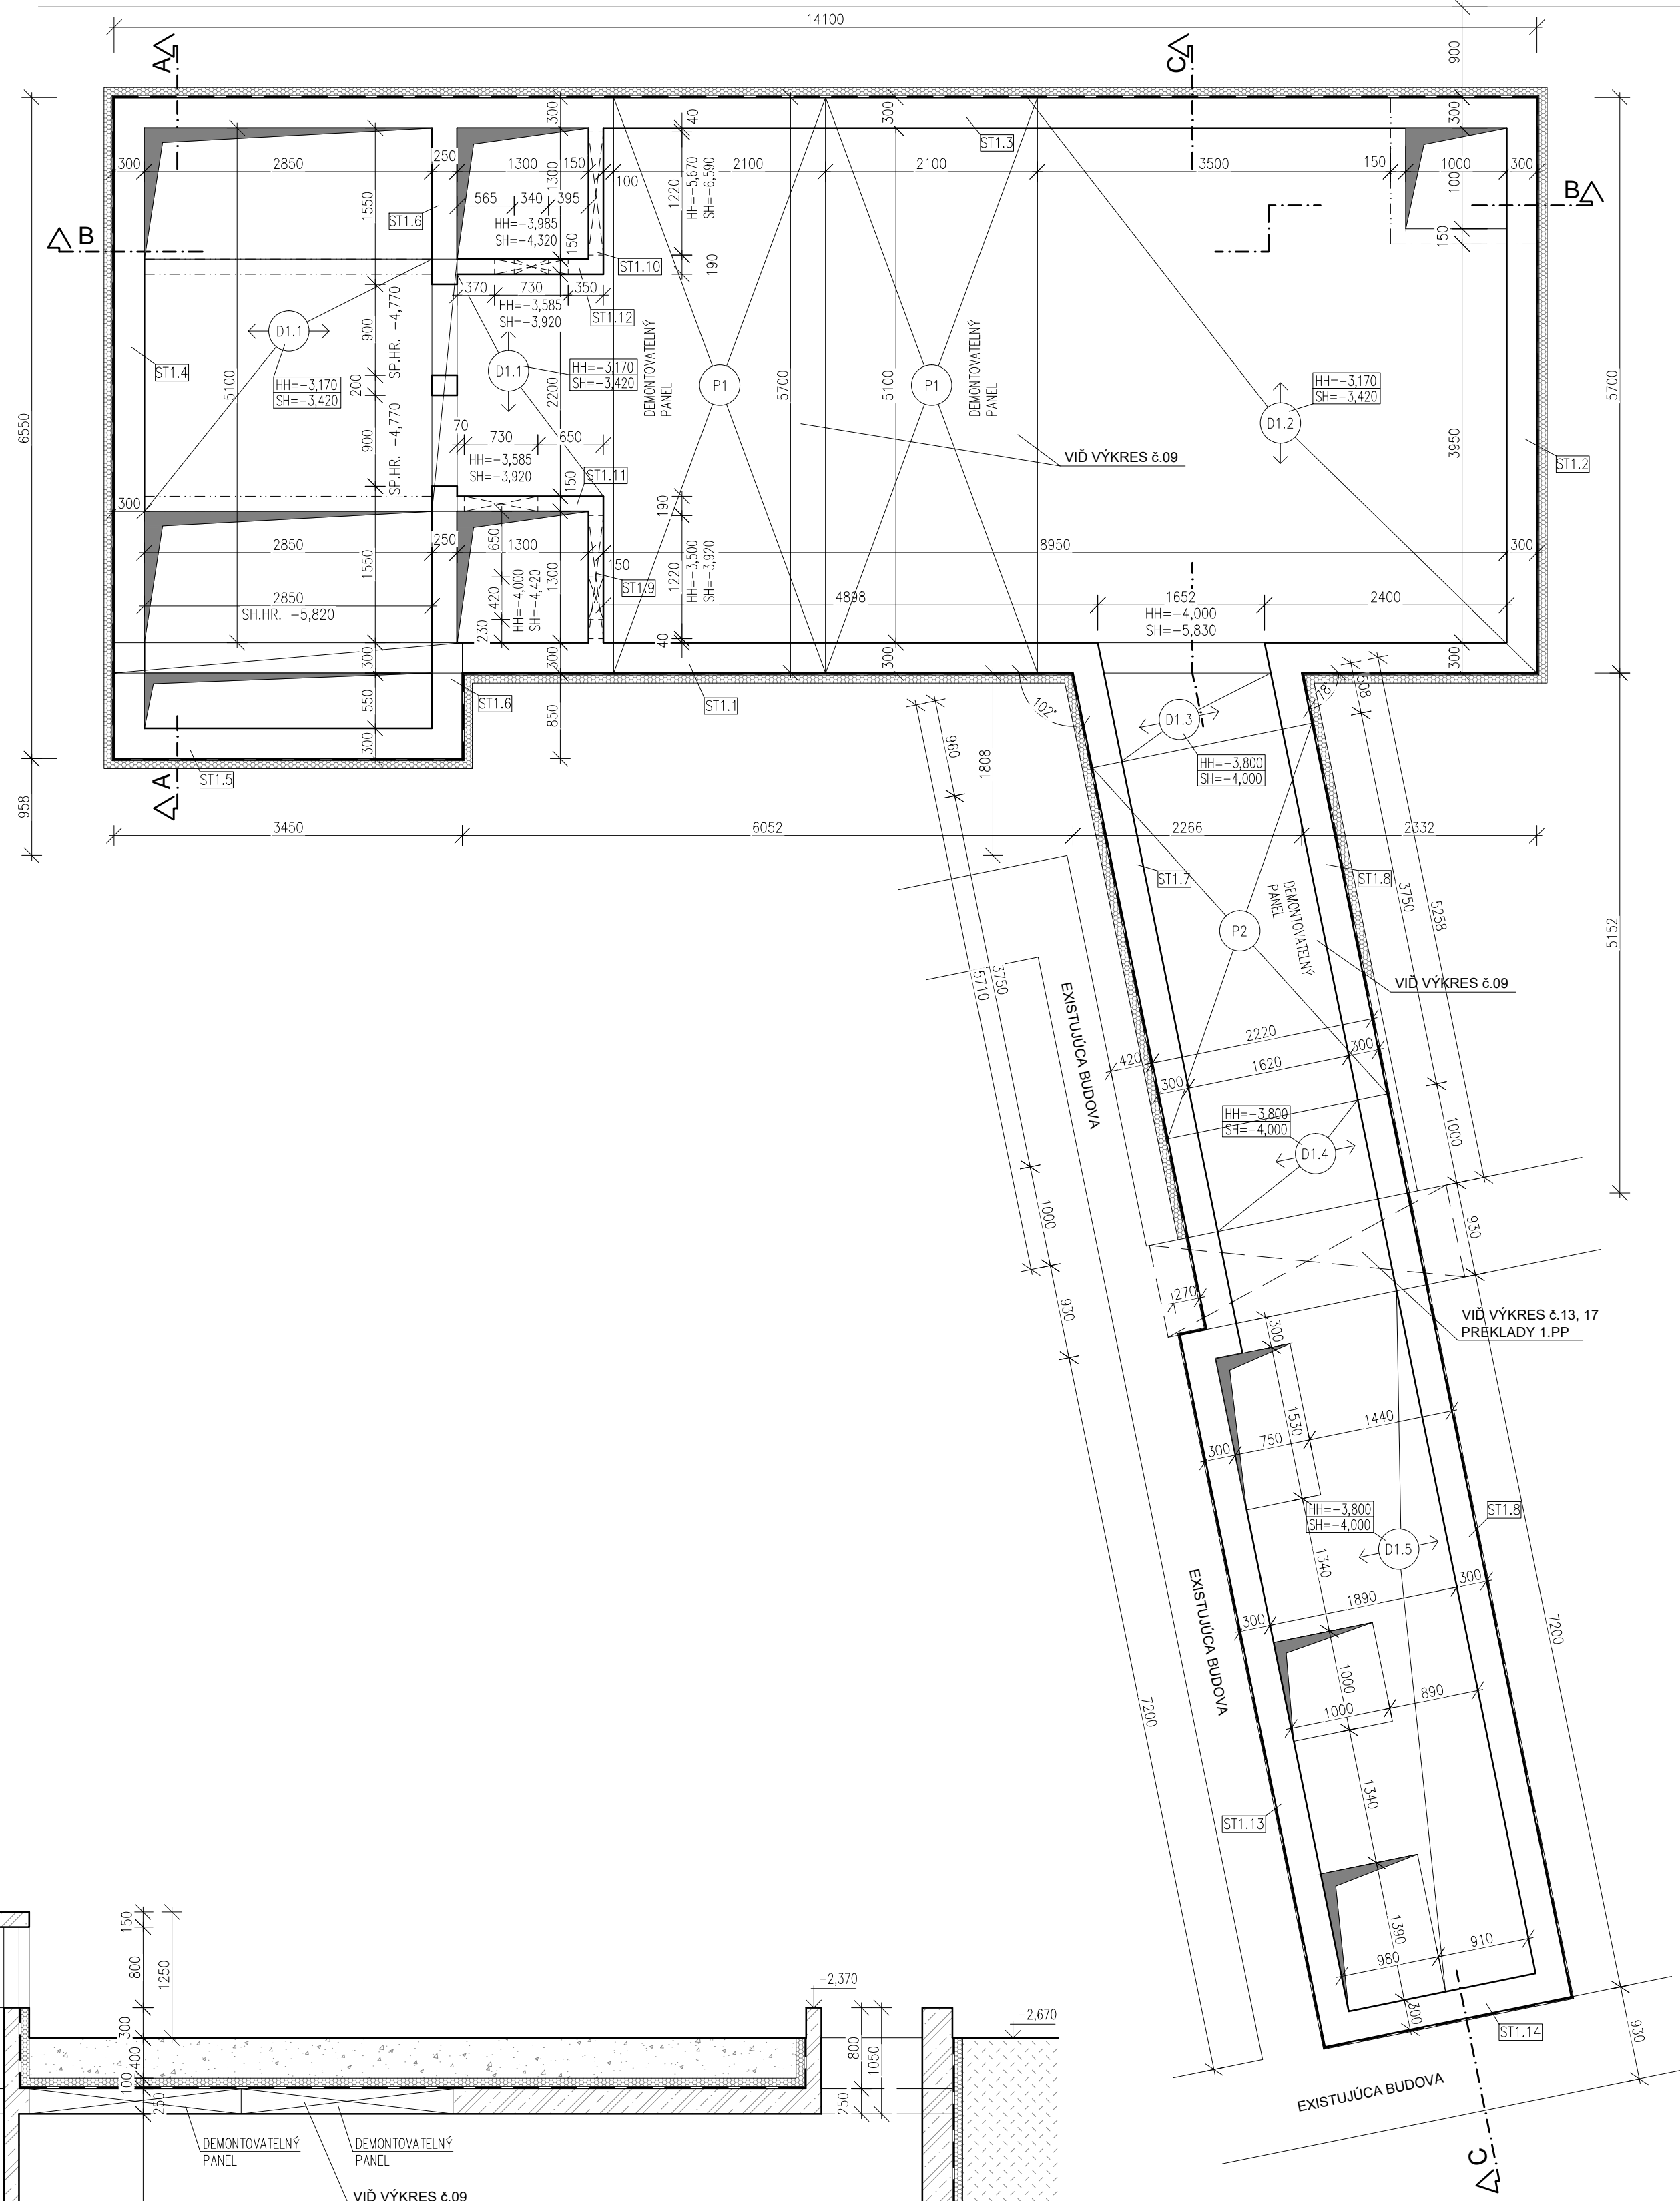 14100
A
C
900
6550
300
2850
250
1300
150
300
1300
100
2100
2100
40
1220
HH=-5,670
SH=-6,590
190
300
ST1.3
3500
150
1000
300
300
100
150
B
B
5700
1550
ST1.6
565
340
395
HH=-3,985
SH=-4,320
150
ST1.10
370
730
350
HH=-3,585
SH=-3,920
ST1.12
D1.1
HH=-3,170
SH=-3,420
ST1.4
5100
900
SP.HR. -4,770
200
900
SP.HR. -4,770
D1.1
HH=-3,170
SH=-3,420
2200
DEMONTOVATELNÝ
PANEL
P1
5700
5100
P1
DEMONTOVATELNÝ
PANEL
HH=-3,170
SH=-3,420
D1.2
3950
VIĎ VÝKRES č.09
ST1.2
70
730
650
HH=-3,585
SH=-3,920
150
ST1.11
300
2850
250
1300
150
190
8950
300
1550
650
420
230
HH=-4,000
SH=-4,420
1300
ST1.9
1220
HH=-3,500
SH=-3,920
40
2850
SH.HR. -5,820
4898
1652
HH=-4,000
SH=-5,830
2400
300
550
300
300
850
300
300
ST1.6
ST1.1
ST1.5
A
102°
78°
508
D1.3
HH=-3,800
SH=-4,000
958
3450
6052
2266
2332
960
1808
ST1.7
ST1.8
3750
5258
5152
DEMONTOVATELNÝ
PANEL
P2
VIĎ VÝKRES č.09
3750
5710
EXISTUJÚCA BUDOVA
2220
420
300
1620
300
HH=-3,800
SH=-4,000
D1.4
1000
1000
930
930
270
VIĎ VÝKRES č.13, 17
PREKLADY 1.PP
300
1530
1440
300
750
HH=-3,800
SH=-4,000
D1.5
ST1.8
1340
300
1890
300
EXISTUJÚCA BUDOVA
7200
7200
1000
1000
890
ST1.13
1340
1390
980
910
300
ST1.14
930
EXISTUJÚCA BUDOVA
C
150
800
1250
300
400
100
250
-2,370
800
1050
250
-2,670
DEMONTOVATELNÝ
PANEL
DEMONTOVATELNÝ
PANEL
VIĎ VÝKRES č.09